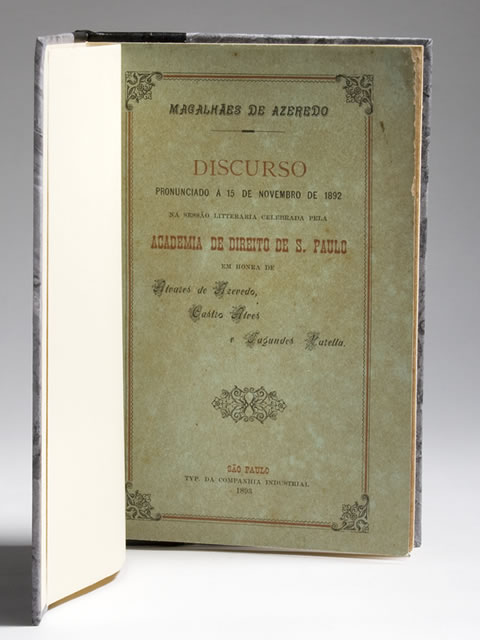 MAGALHÃES DE AZEREDO
DISCURSO
PRONUNCIADO A 15 DE NOVEMBRO DE 1892
NA SESSÃO LITTERARIA CELEBRADA PELA
ACADEMIA DE DIREITO DE S. PAULO
EM HONRA DE
Alvares de Azevedo,
Castro Alves
e Fagundes Varella.
SÃO PAULO
TYP. DA COMPANHIA INDUSTRIAL
1893